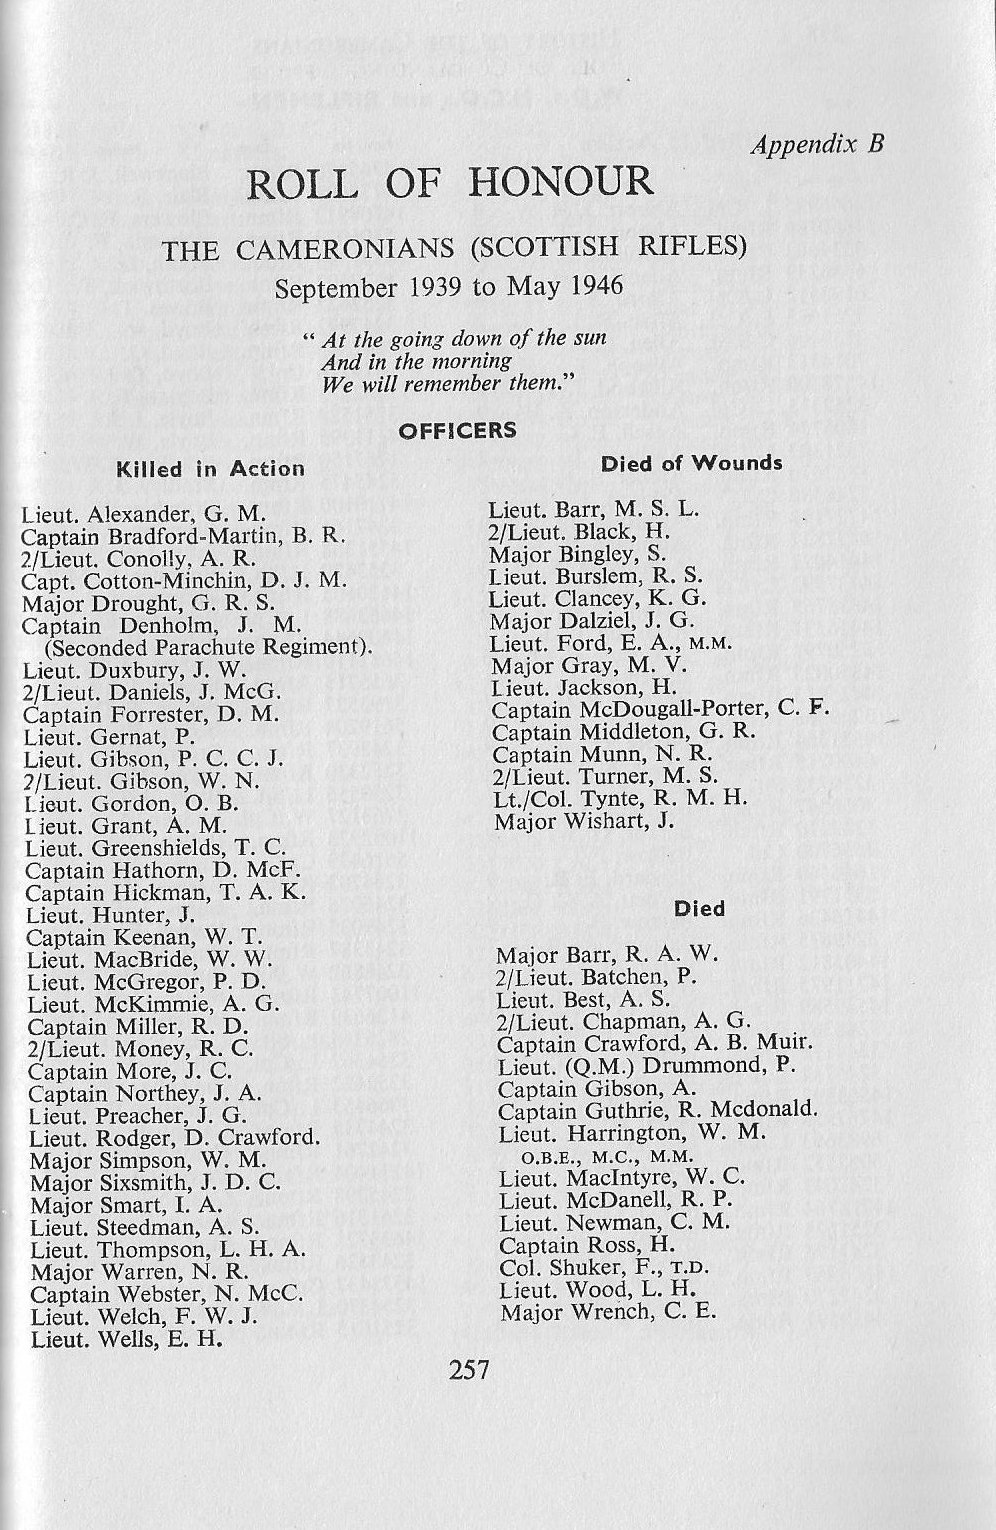 Appendix B
ROLL OF HONOUR
THE CAMERONIANS (SCOTTISH RIFLES)
September 1939 to May 1946
“ At the going down of the sun
And in the morning
We will remember them.”
OFFICERS
Killed in Action
Lieut. Alexander, G. M.
Captain Bradford-Martin, B. R.
2/Lieut. Conolly, A. R.
Capt. Cotton-Minchin, D. J. M.
Major Drought, G. R. S.
Captain Denholm, J. M.
(Seconded Parachute Regiment).
Lieut. Duxbury, J. W.
2/Lieut. Daniels, J. McG.
Captain Forrester, D. M.
Lieut. Gernat, P.
Lieut. Gibson, P. C. C. J.
2/Lieut. Gibson, W. N.
Lieut. Gordon, O. B.
Lieut. Grant, A. M.
Lieut. Greenshields, T. C.
Captain Hathorn, D. McF.
Captain Hickman, T. A. K.
Lieut. Hunter, J.
Captain Keenan, W. T.
Lieut. MacBride, W. W.
Lieut. McGregor, P. D.
Lieut. McKimmie, A. G.
Captain Miller, R. D.
2/Lieut. Money, R. C.
Captain More, J. C.
Captain Northey, J. A.
Lieut. Preacher, J. G.
Lieut. Rodger, D. Crawford.
Major Simpson, W. M.
Major Sixsmith, J. D. C.
Major Smart, I. A.
Lieut. Steedman, A. S.
Lieut. Thompson, L. H. A.
Major Warren, N. R.
Captain Webster, N. McC.
Lieut. Welch, F. W. J.
Lieut. Wells, E. H.
Died of Wounds
Lieut. Barr, M. S. L.
2/Lieut. Black, H.
Major Bingley, S.
Lieut. Burslem, R. S.
Lieut. Clancey, K. G.
Major Dalziel, J. G.
Lieut. Ford, E. A., M.M.
Major Gray, M. V.
Lieut. Jackson, H.
Captain McDougall-Porter, C. F.
Captain Middleton, G. R.
Captain Munn, N. R.
2/Lieut. Turner, M. S.
Lt./Col. Tynte, R. M. H.
Major Wishart, J.
Died
Major Barr, R. A. W.
2/Lieut. Batchen, P.
Lieut. Best, A. S.
2/Lieut. Chapman, A. G.
Captain Crawford, A. B. Muir.
Lieut. (Q.M.) Drummond, P.
Captain Gibson, A.
Captain Guthrie, R. Mcdonald.
Lieut. Harrington, W. M.
O.B.E., M.C., M.M.
Lieut. MacIntyre, W. C.
Lieut. McDanell, R. P.
Lieut. Newman, C. M.
Captain Ross, H.
Col. Shuker, F., T.D.
Lieut. Wood, L. H.
Major Wrench, C. E.
257